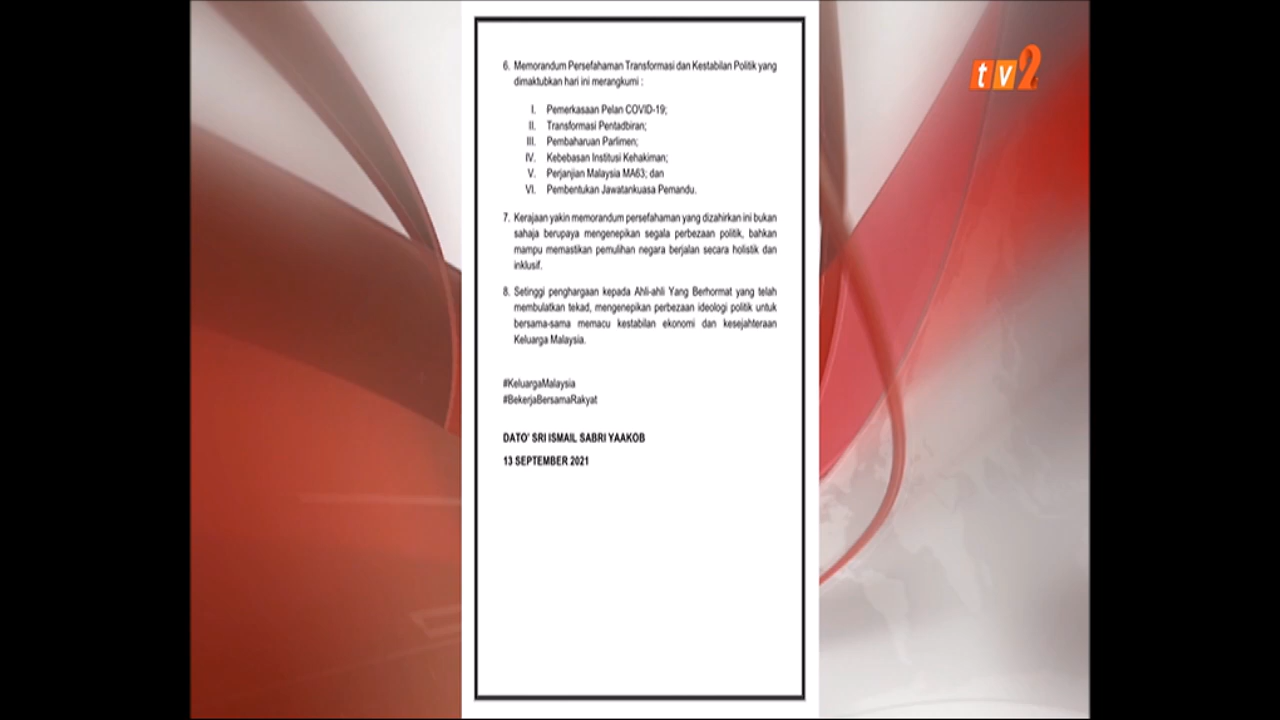 tv2
6. Memorandum Persefahaman Transformasi dan Kestabilan Politik yang
dimaktubkan hari ini merangkumi :
I. Pemerkasaan Pelan COVID-19;
II. Transformasi Pentadbiran;
III. Pembaharuan Parlimen;
IV. Kebebasan Institusi Kehakiman;
V. Perjanjian Malaysia MA63; dan
VI. Pembentukan Jawatankuasa Pemandu.
7. Kerajaan yakin memorandum persefahaman yang dizahirkan ini bukan
sahaja berupaya mengenepikan segala perbezaan politik, bahkan
mampu memastikan pemulihan negara berjalan secara holistik dan
inklusif.
8. Setinggi penghargaan kepada Ahli-ahli Yang Berhormat yang telah
membulatkan tekad, mengenepikan perbezaan ideologi politik untuk
bersama-sama memacu kestabilan ekonomi dan kesejahteraan
Keluarga Malaysia.
#KeluargaMalaysia
#BekerjaBersamaRakyat
DATO' SRI ISMAIL SABRI YAAKOB
13 SEPTEMBER 2021